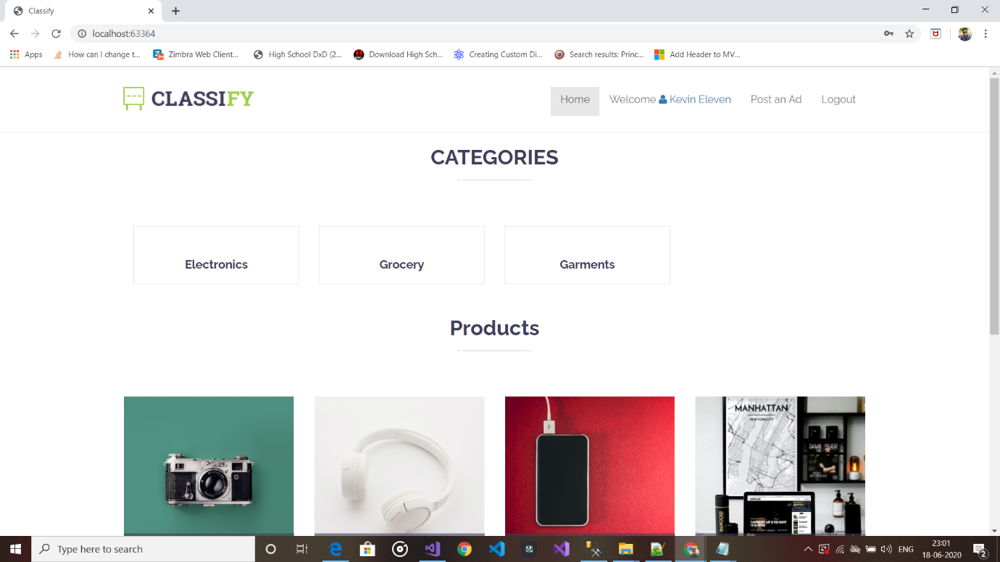 Classify
localhost:63364
Apps
How can I change t...
Zimbra Web Client...
High School DxD (2...
Download High Sch...
Creating Custom Di...
Search results: Princ...
Add Header to MV...
CLASSIFY
Home
Welcome Kevin Eleven
Post an Ad
Logout
CATEGORIES
Electronics
Grocery
Garments
Products
MANHATTAN
NEW YORK CITY
Type here to search
ENG
23:01
18-06-2020
2